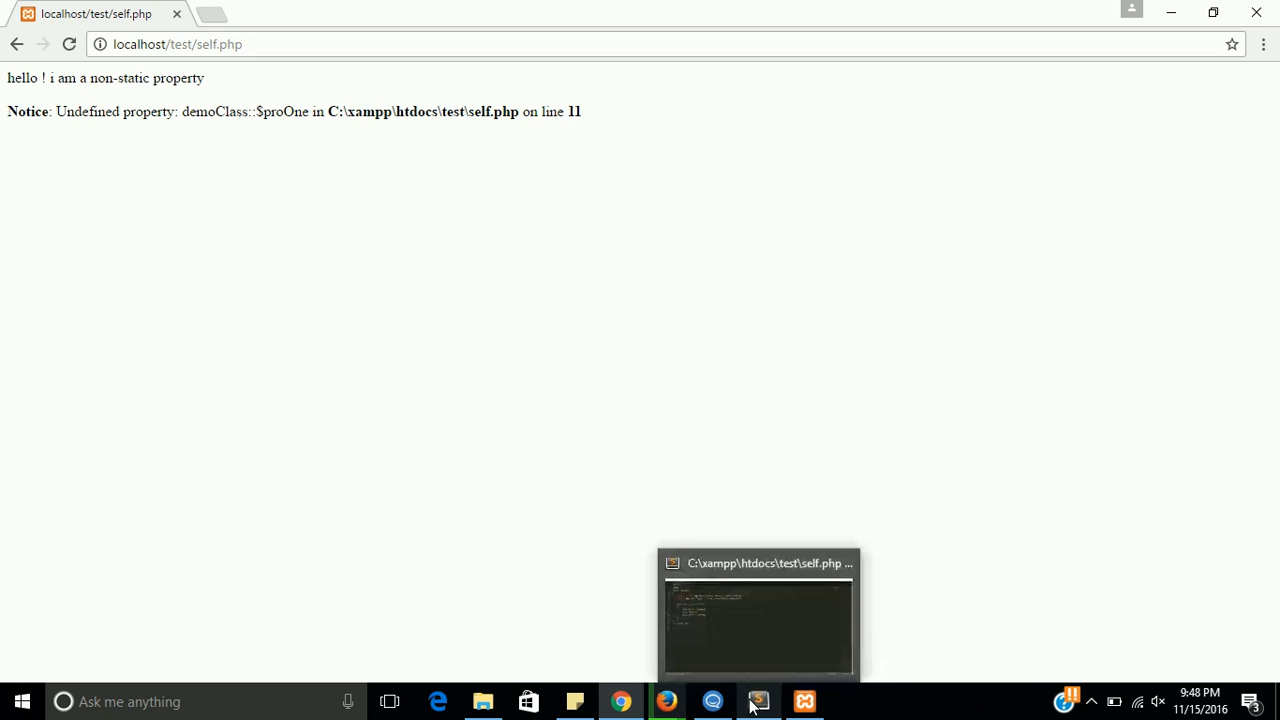 localhost/test/self.php
localhost/test/self.php
hello ! i am a non-static property
Notice: Undefined property: demoClass::$proOne in C:\xampp\htdocs\test\self.php on line 11
C:\xampp\htdocs\test\self.php ...
Ask me anything
9:48 PM
11/15/2016
3